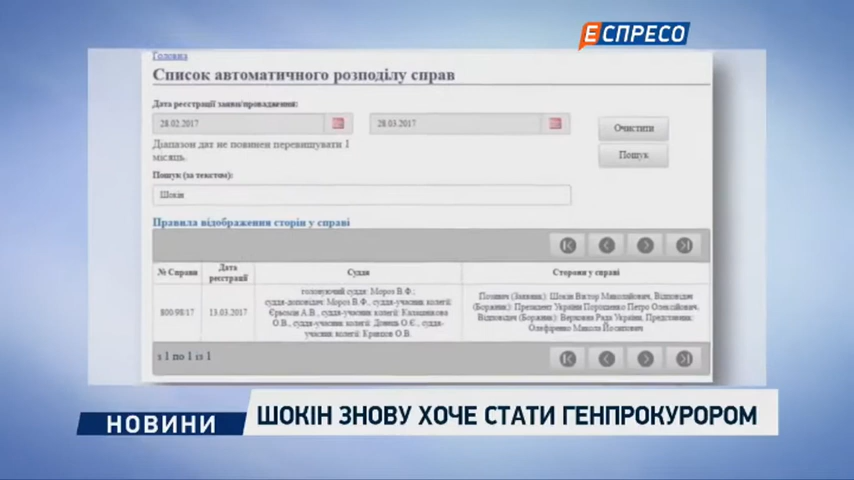 ЕСПРЕСО
Головна
Список автоматичного розподілу справ
Дата реєстрації заяви/провадження:
28.02.2017
28.03.2017
Очистити
Діапазон дат не повинен перевищувати 1
місяць.
Пошук
Пошук (за текстом):
Шокін
Правила відображення сторін у справі
№ Справи
Дата
реєстрації
Суддя
Сторони у справі
800/98/17
13.03.2017
головуючий суддя: Мороз В.Ф.;
суддя-доповідач: Мороз В.Ф., суддя-учасник колегії:
Єрьомін А.В., суддя-учасник колегії: Калашнікова
О.В., суддя-учасник колегії: Донець О.Є., суддя-
учасник колегії: Кравцов О.В.
Позивач (Заявник): Шокін Віктор Миколайович, Відповідач
(Боржник): Президент України Порошенко Петро Олексійович,
Відповідач (Боржник): Верховна Рада України, Представник:
Олефіренко Микола Йосипович
з 1 по 1 із 1
НОВИНИ
ШОКІН ЗНОВУ ХОЧЕ СТАТИ ГЕНПРОКУРОРОМ